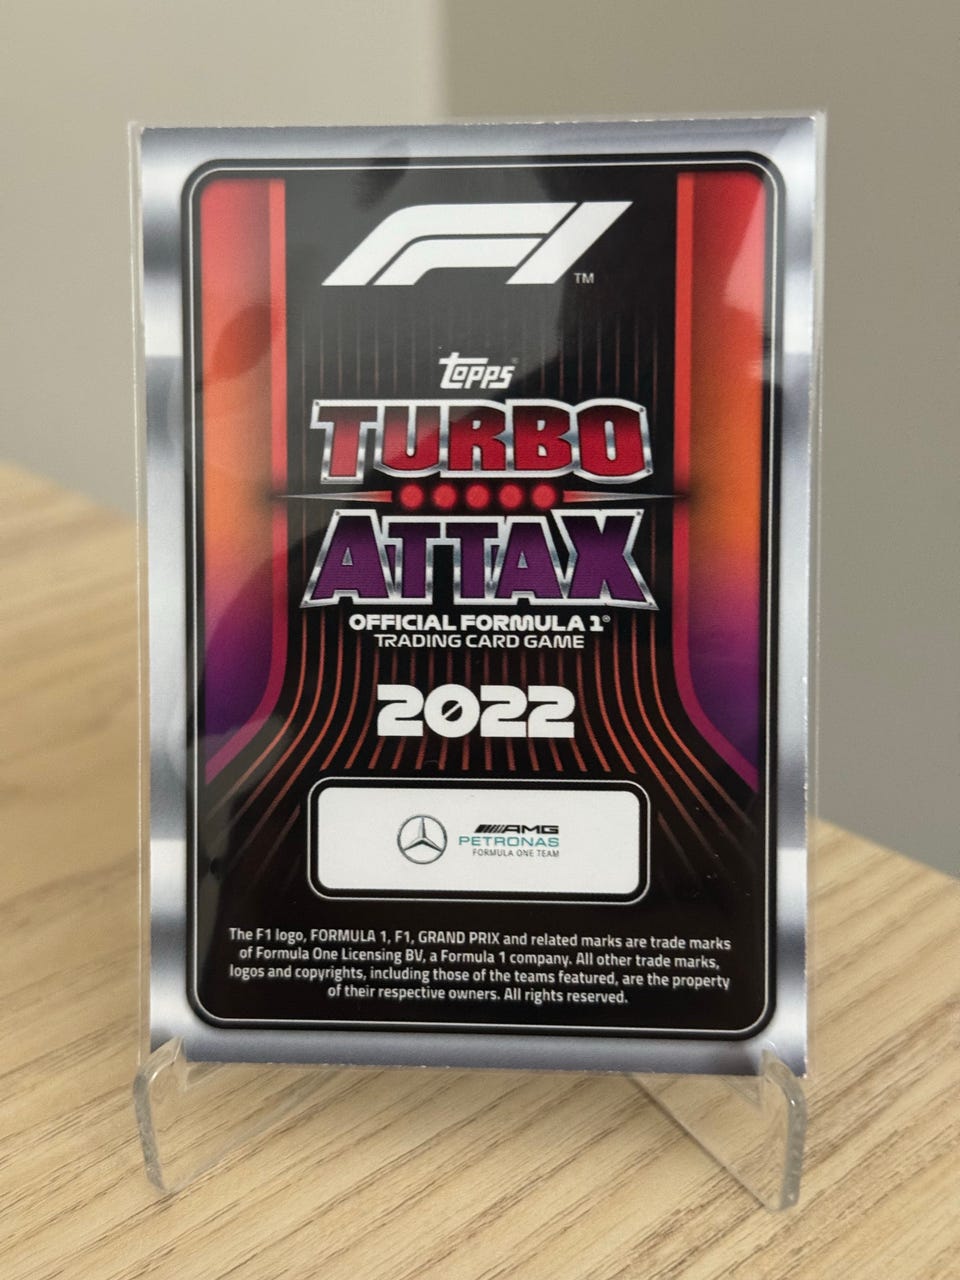 F1
TM
Topps®
TURBO
ATTAX
OFFICIAL FORMULA 1®
TRADING CARD GAME
2022
AMG
PETRONAS
FORMULA ONE TEAM
The F1 logo, FORMULA 1, F1, GRAND PRIX and related marks are trade marks
of Formula One Licensing BV, a Formula 1 company. All other trade marks,
logos and copyrights, including those of the teams featured, are the property
of their respective owners. All rights reserved.